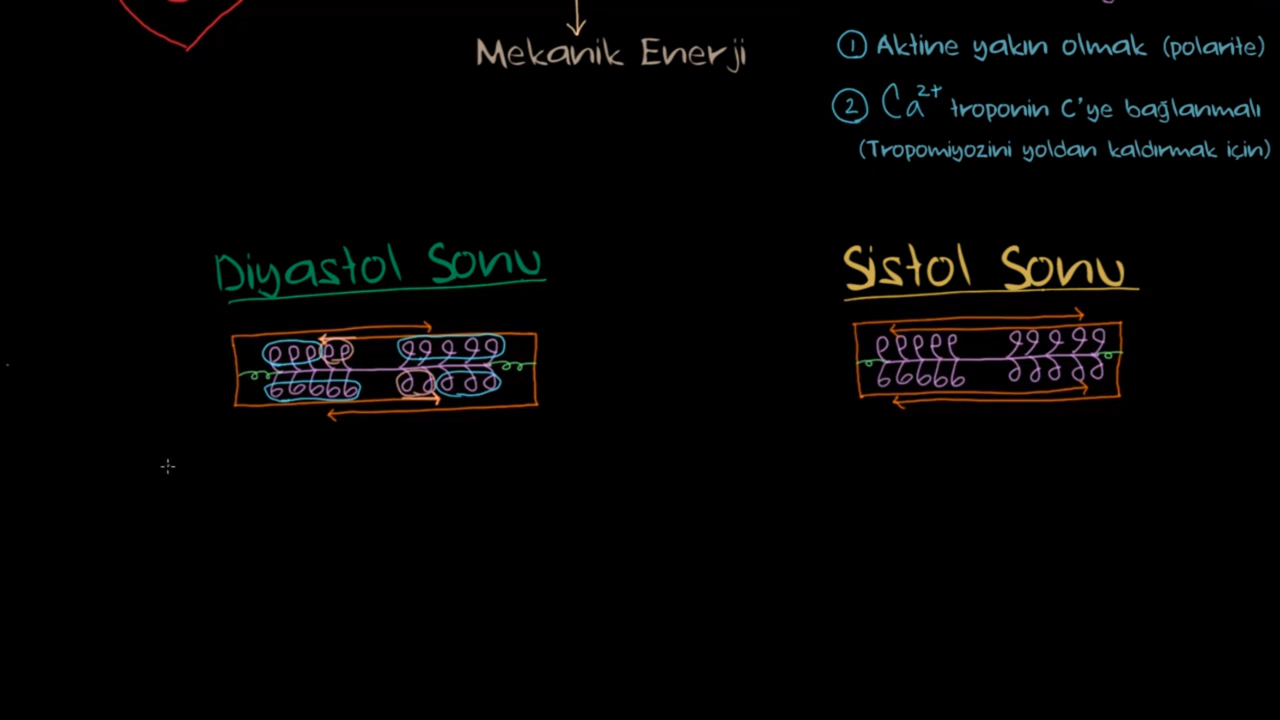 Mekanik Enerji
① Aktine yakın olmak (polarite)
② Ca²⁺ troponin C'ye bağlanmalı
(Tropomiyozini yoldan kaldırmak için)
Diyastol Sonu
Sistol Sonu